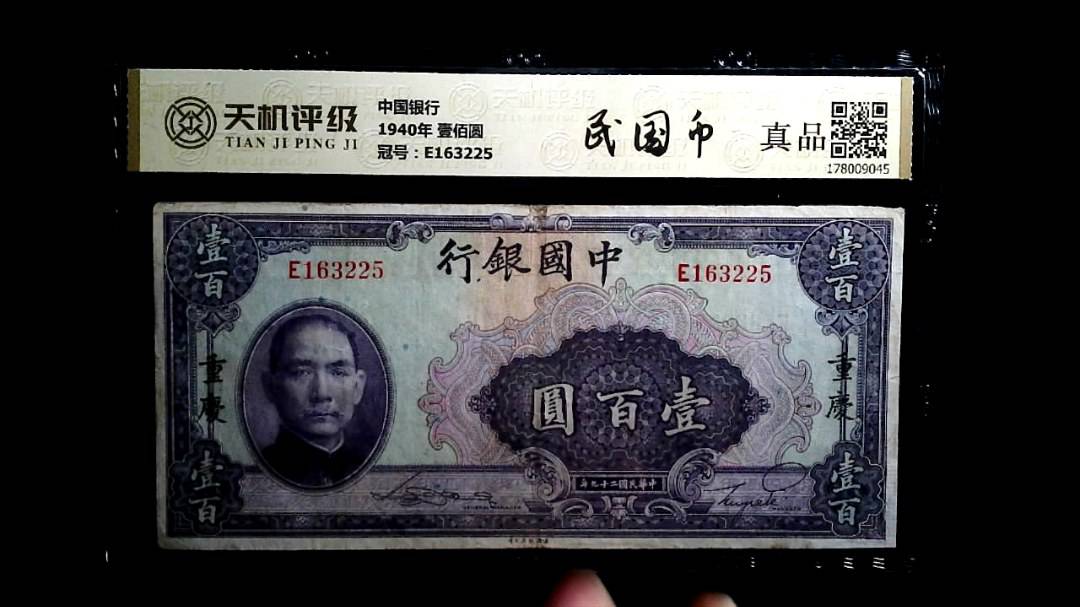 天机评级
TIAN JI PING JI
中国银行
1940年 壹佰圆
冠号：E163225
民国币
真品
178009045
行銀國中
壹百
E163225
E163225
壹百
重慶
圓百壹
重慶
壹百
年九十二國民華中
壹百
GENERAL MANAGER
MANAGER